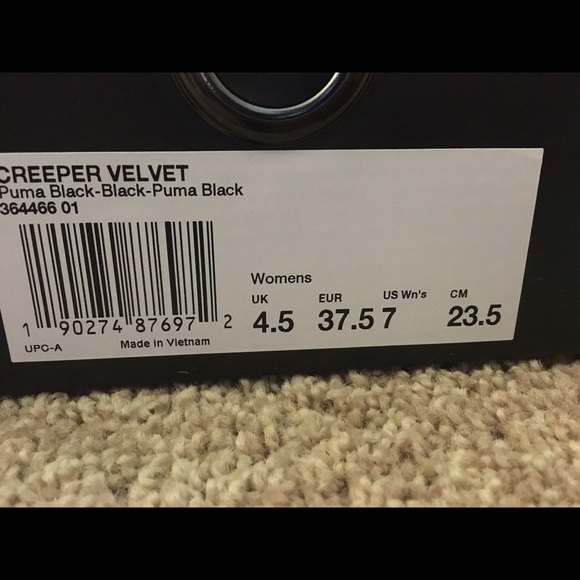 CREEPER VELVET
Puma Black-Black-Puma Black
364466 01
1 90274 87697 2
UPC-A Made in Vietnam
Womens
UK EUR US Wn's CM
4.5 37.5 7 23.5